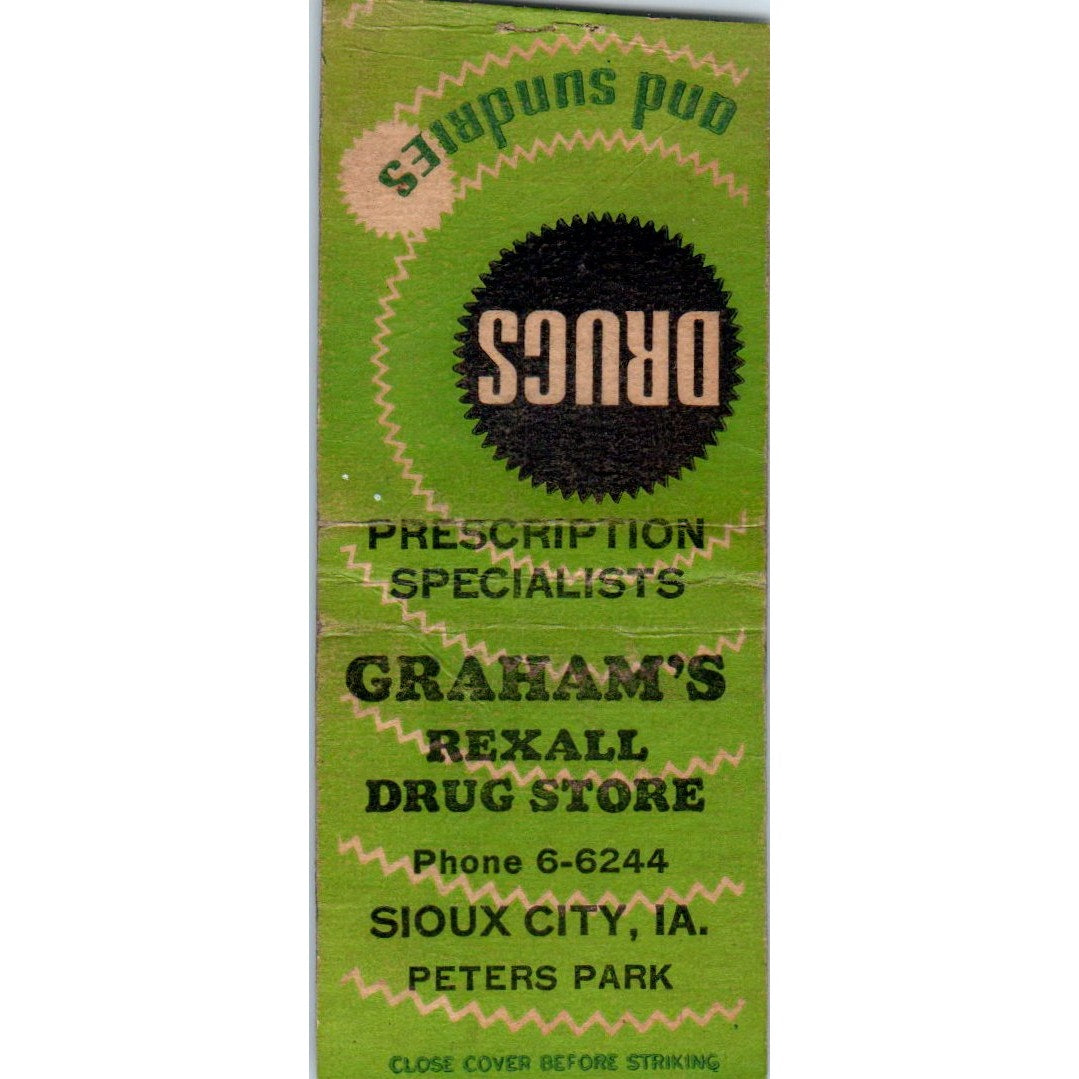 DRUGS
and sundRIES
PRESCRIPTION
SPECIALISTS
GRAHAM'S
REXALL
DRUG STORE
Phone 6-6244
SIOUX CITY, IA.
PETERS PARK
CLOSE COVER BEFORE STRIKING